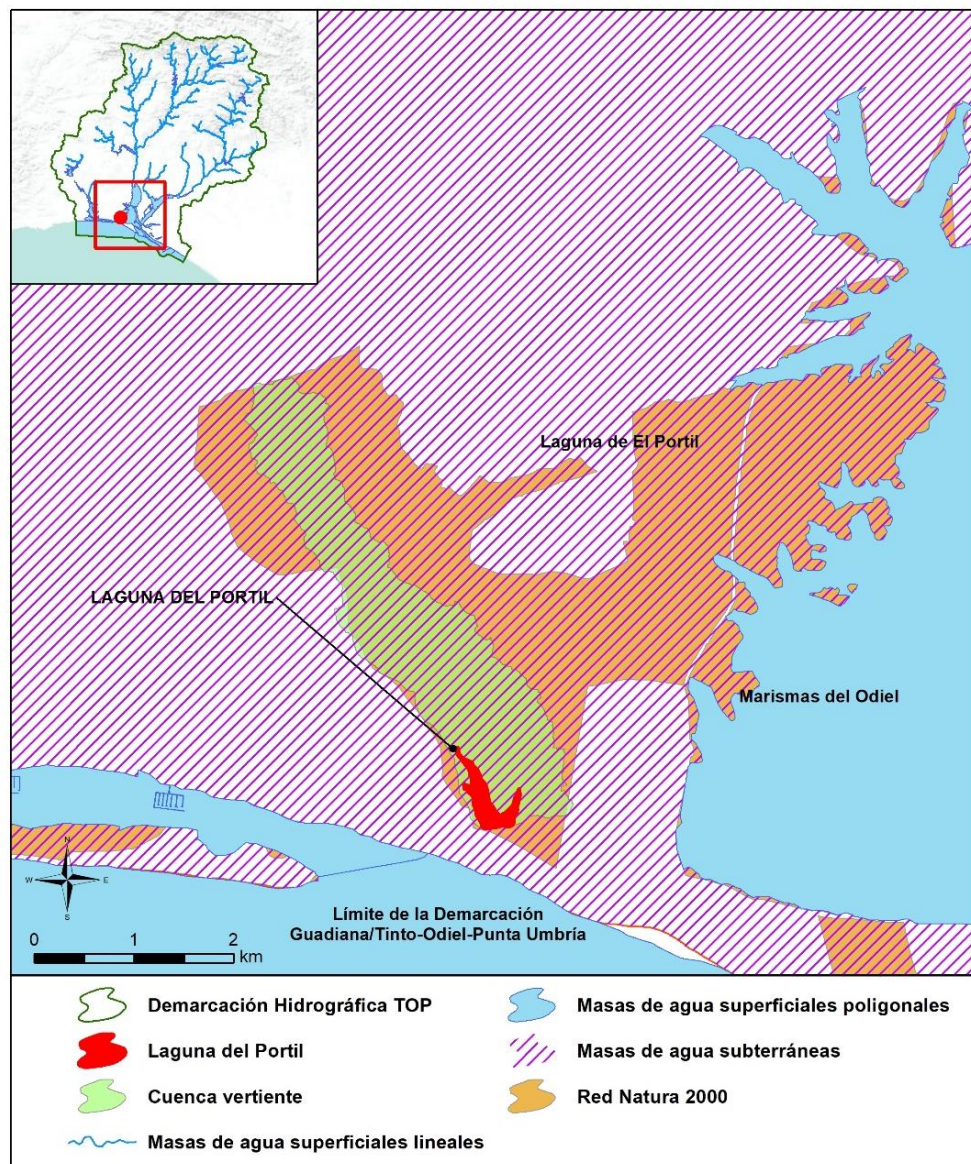 Laguna de El Portil
LAGUNA DEL PORTIL
Marismas del Odiel
N
W
E
S
Límite de la Demarcación
Guadiana/Tinto-Odiel-Punta Umbría
0 1 2
km
Demarcación Hidrográfica TOP
Masas de agua superficiales poligonales
Laguna del Portil
Masas de agua subterráneas
Cuenca vertiente
Red Natura 2000
Masas de agua superficiales lineales